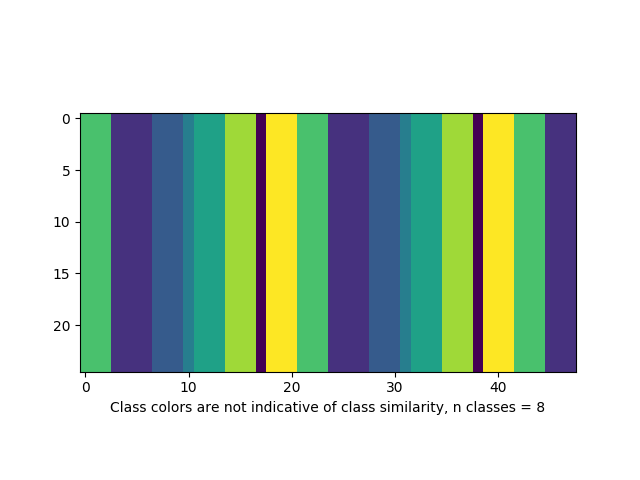 0
5
10
15
20
0 10 20 30 40
Class colors are not indicative of class similarity, n classes = 8